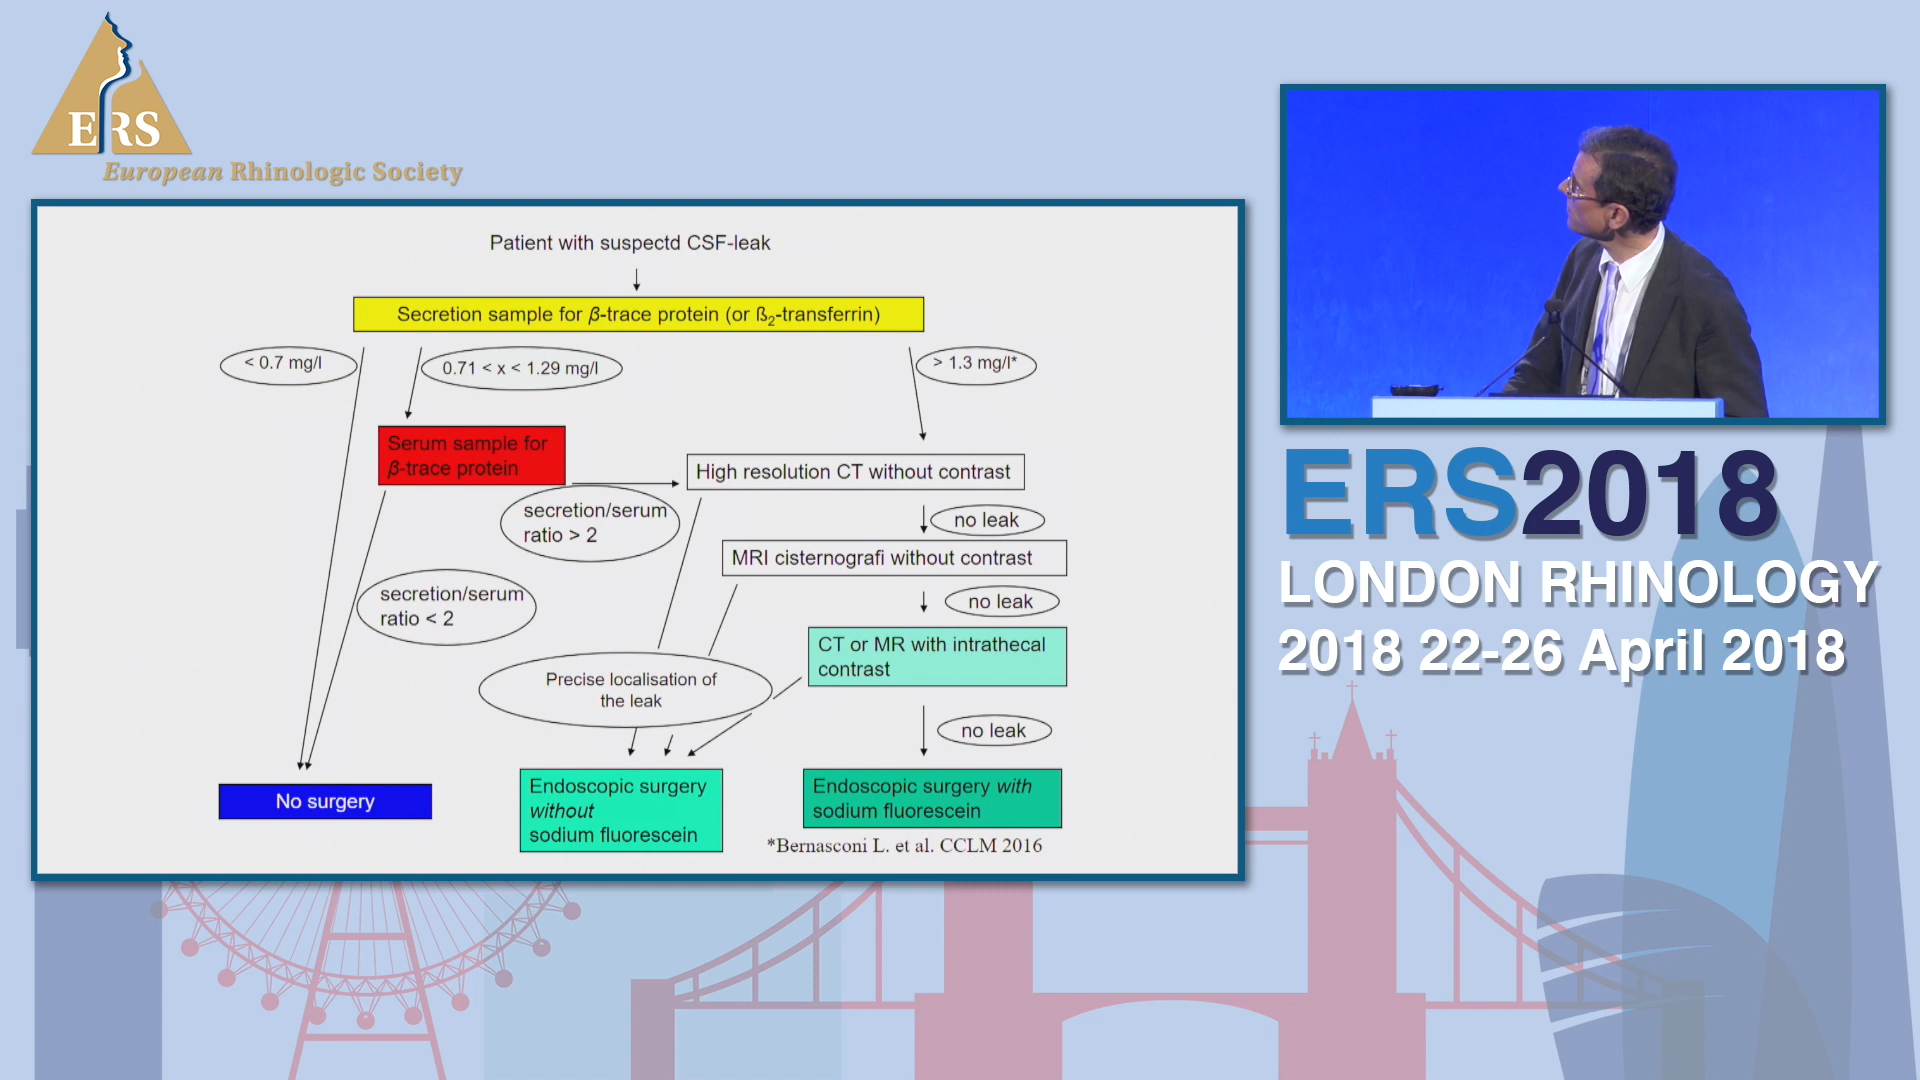 ERS
European Rhinologic Society
Patient with suspectd CSF-leak
Secretion sample for β-trace protein (or ß2-transferrin)
< 0.7 mg/l
0.71 < x < 1.29 mg/l
> 1.3 mg/l*
Serum sample for
β-trace protein
High resolution CT without contrast
secretion/serum
ratio > 2
no leak
MRI cisternografi without contrast
secretion/serum
ratio < 2
no leak
CT or MR with intrathecal
contrast
Precise localisation of
the leak
no leak
No surgery
Endoscopic surgery
without
sodium fluorescein
Endoscopic surgery with
sodium fluorescein
*Bernasconi L. et al. CCLM 2016
ERS2018
LONDON RHINOLOGY
2018 22-26 April 2018